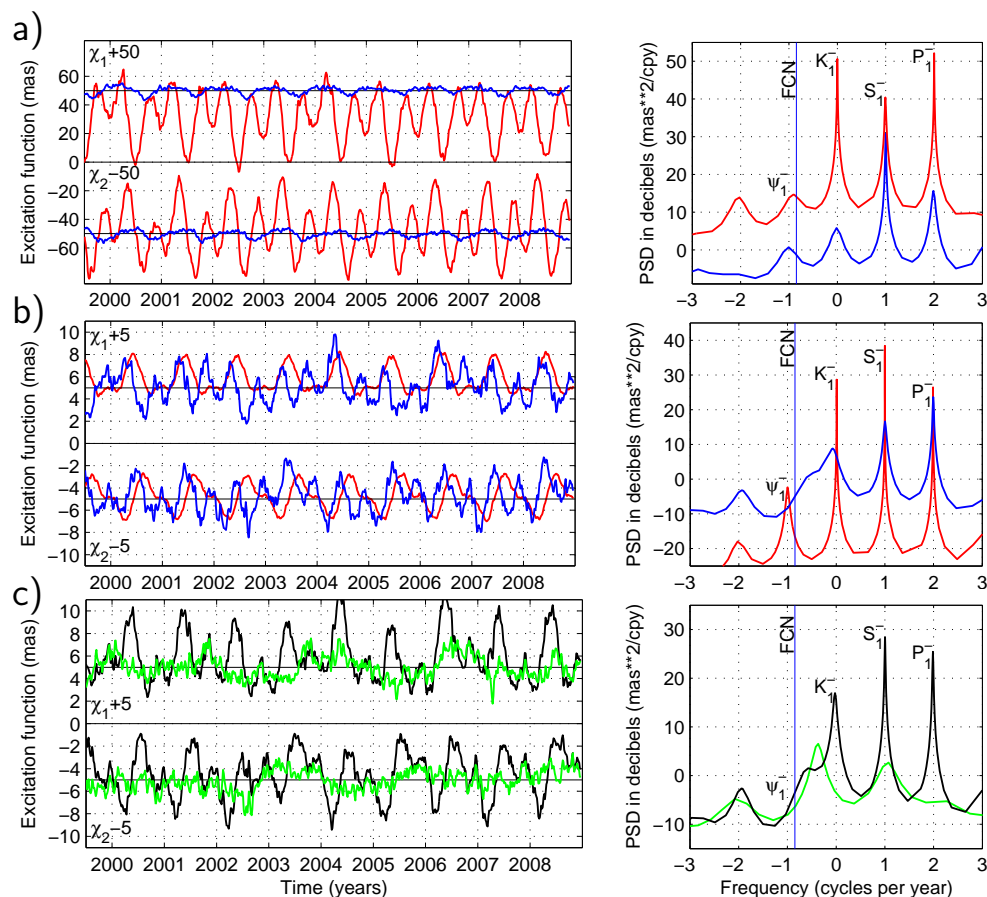 a)
χ₁+50
χ₂−50
Excitation function (mas)
60
40
20
0
−20
−40
−60
2000 2001 2002 2003 2004 2005 2006 2007 2008
FCN
K₁⁻
S₁⁻
P₁⁻
ψ₁⁻
PSD in decibels (mas**2/cpy)
50
40
30
20
10
0
−3 −2 −1 0 1 2 3
b)
χ₁+5
χ₂−5
Excitation function (mas)
10
8
6
4
2
0
−2
−4
−6
−8
−10
2000 2001 2002 2003 2004 2005 2006 2007 2008
FCN
K₁⁻
S₁⁻
P₁⁻
ψ₁⁻
PSD in decibels (mas**2/cpy)
40
30
20
10
0
−10
−20
−3 −2 −1 0 1 2 3
c)
χ₁+5
χ₂−5
Excitation function (mas)
10
8
6
4
2
0
−2
−4
−6
−8
−10
2000 2001 2002 2003 2004 2005 2006 2007 2008
Time (years)
FCN
K₁⁻
S₁⁻
P₁⁻
ψ₁⁻
PSD in decibels (mas**2/cpy)
30
20
10
0
−10
−3 −2 −1 0 1 2 3
Frequency (cycles per year)